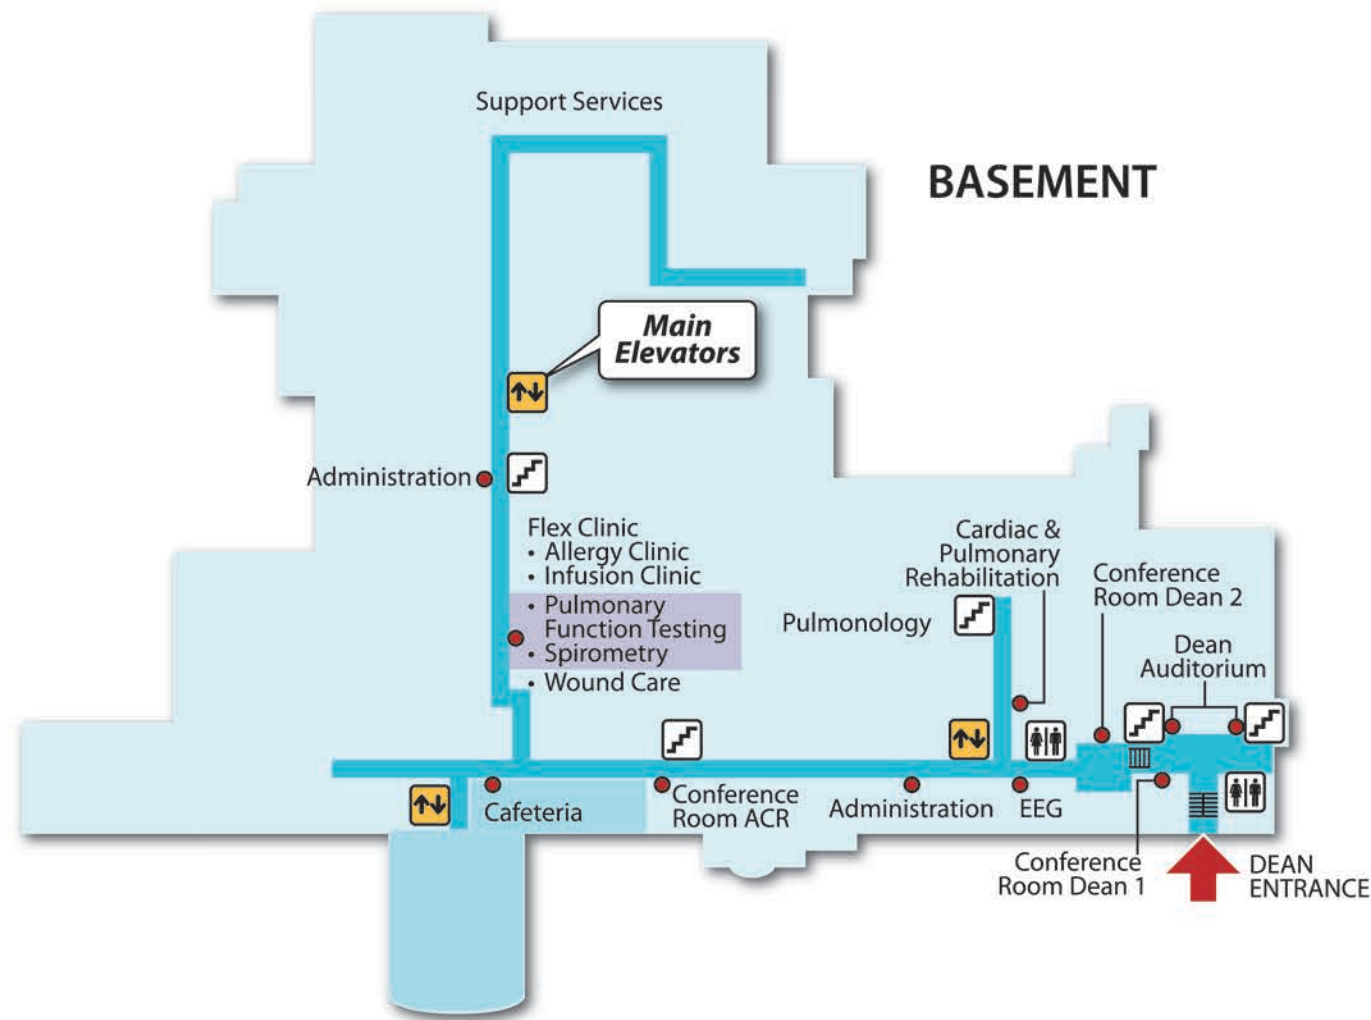 Support Services
BASEMENT
Main
Elevators
Administration
Flex Clinic
• Allergy Clinic
• Infusion Clinic
• Pulmonary
Function Testing
• Spirometry
• Wound Care
Pulmonology
Cardiac &
Pulmonary
Rehabilitation
Conference
Room Dean 2
Dean
Auditorium
Cafeteria
Conference
Room ACR
Administration
EEG
Conference
Room Dean 1
DEAN
ENTRANCE